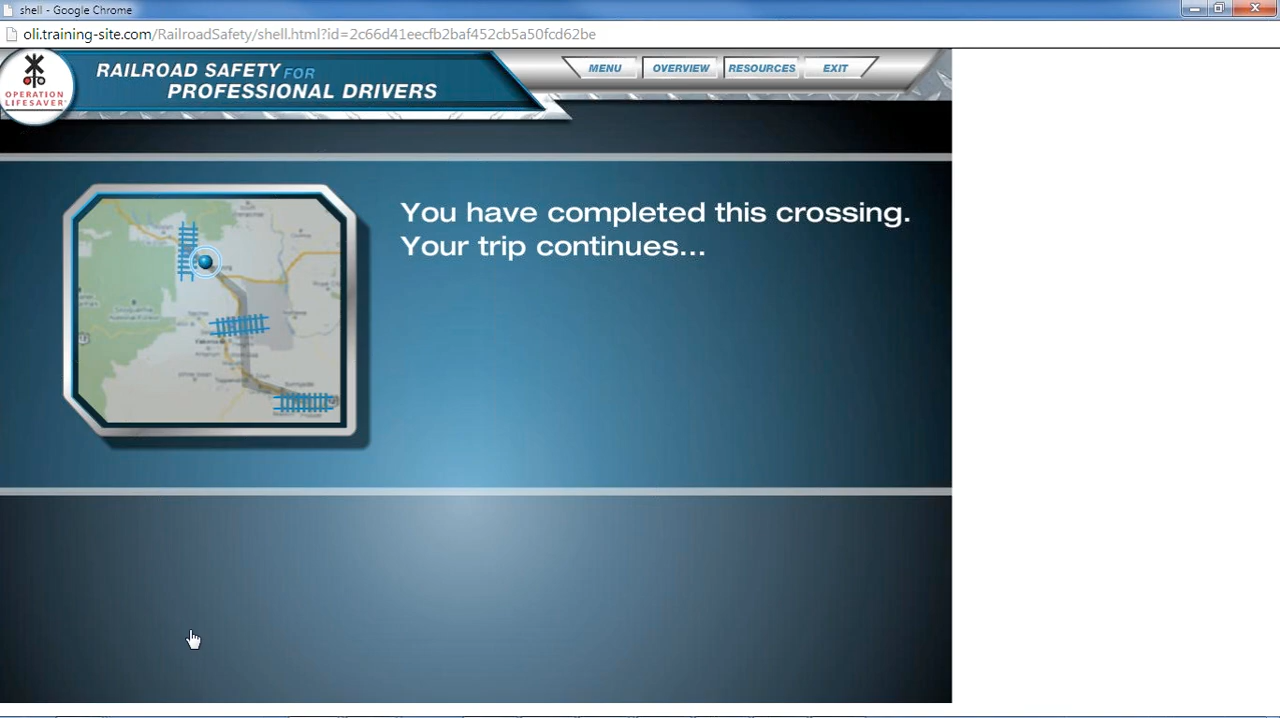 shell - Google Chrome
oli.training-site.com/RailroadSafety/shell.html?id=2c66d41eecfb2baf452cb5a50fcd62be
OPERATION
LIFESAVER
RAILROAD SAFETY FOR
PROFESSIONAL DRIVERS
MENU
OVERVIEW
RESOURCES
EXIT
You have completed this crossing.
Your trip continues...